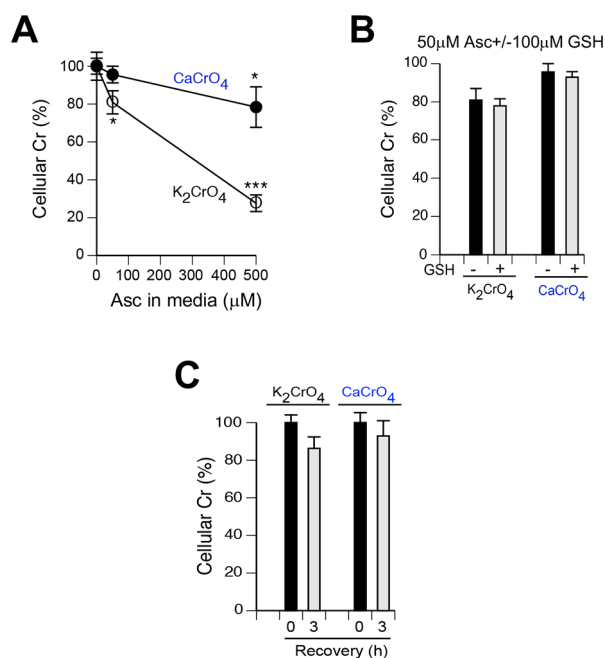 A
Cellular Cr (%)
100
80
60
40
20
0
CaCrO4
*
*
K2CrO4
***
0 100 200 300 400 500
Asc in media (μM)
B
50μM Asc+/-100μM GSH
Cellular Cr (%)
100
80
60
40
20
0
GSH - + - +
K2CrO4 CaCrO4
C
K2CrO4 CaCrO4
Cellular Cr (%)
100
80
60
40
20
0
0 3 0 3
Recovery (h)